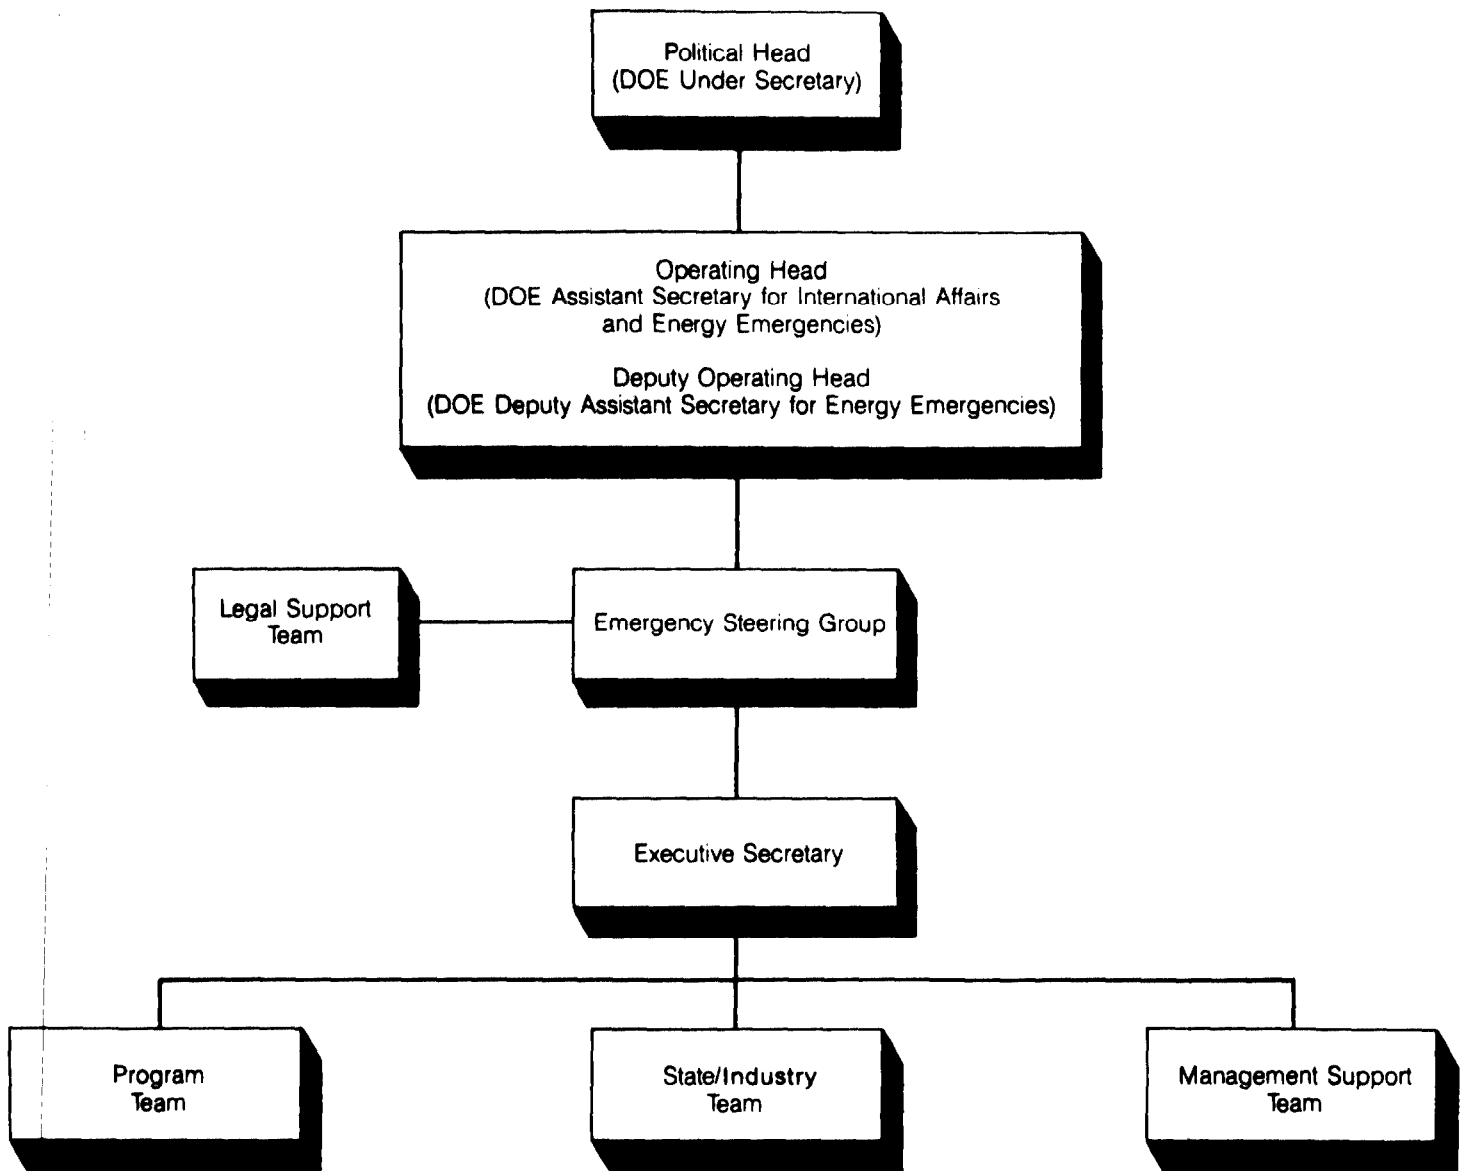 Political Head
(DOE Under Secretary)
Operating Head
(DOE Assistant Secretary for International Affairs
and Energy Emergencies)
Deputy Operating Head
(DOE Deputy Assistant Secretary for Energy Emergencies)
Legal Support
Team
Emergency Steering Group
Executive Secretary
Program
Team
State/Industry
Team
Management Support
Team